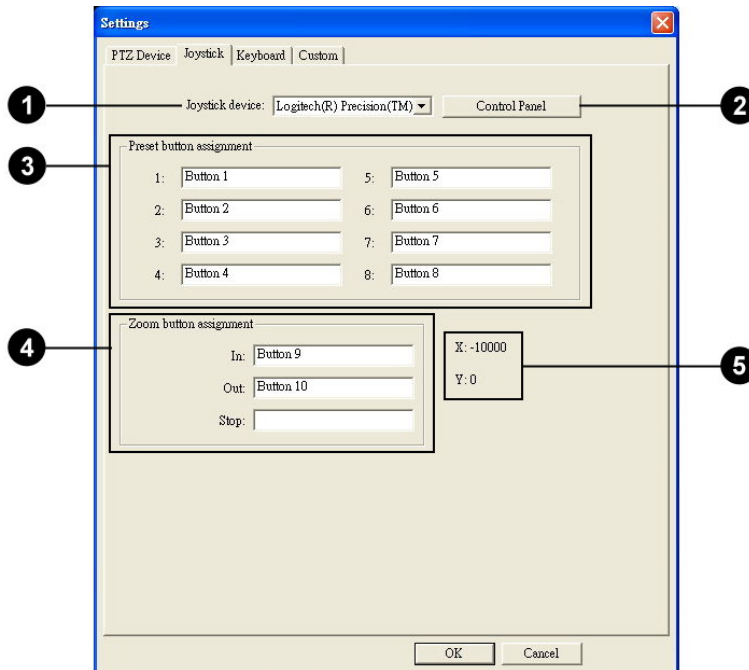 Settings
PTZ Device Joystick Keyboard Custom
1 Joystick device: Logitech(R) Precision(TM) Control Panel 2
3 Preset button assignment
1: Button 1 5: Button 5
2: Button 2 6: Button 6
3: Button 3 7: Button 7
4: Button 4 8: Button 8
4 Zoom button assignment
In: Button 9 X: -10000
Out: Button 10 Y: 0 5
Stop:
OK Cancel